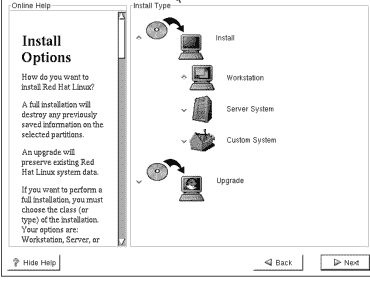 Online Help
Install
Options
How do you want to
install Red Hat Linux?
A full installation will
destroy any previously
saved information on the
selected partitions.
An upgrade will
preserve existing Red
Hat Linux system data.
If you want to perform a
full installation, you must
choose the class (or
type) of the installation.
Your options are:
Workstation, Server, or
Install Type
Install
Workstation
Server System
Custom System
Upgrade
Hide Help
Back
Next